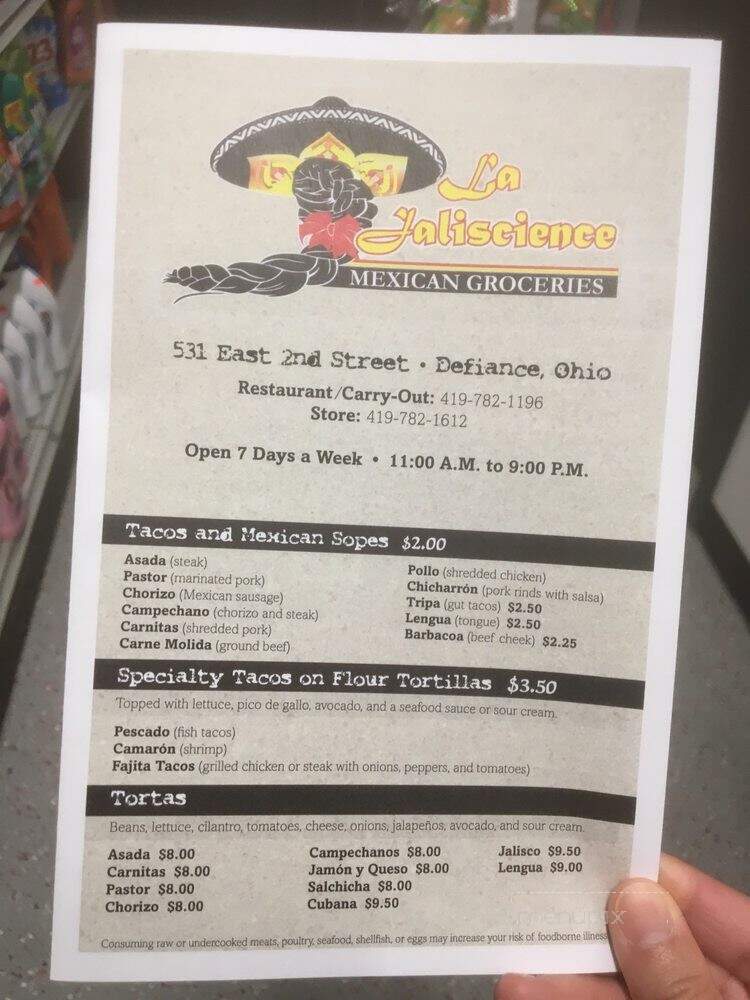 La
Jaliscience
MEXICAN GROCERIES
531 East 2nd Street • Defiance, Ohio
Restaurant/Carry-Out: 419-782-1196
Store: 419-782-1612
Open 7 Days a Week • 11:00 A.M. to 9:00 P.M.
Tacos and Mexican Sopes $2.00
Asada (steak)
Pastor (marinated pork)
Chorizo (Mexican sausage)
Campechano (chorizo and steak)
Carnitas (shredded pork)
Carne Molida (ground beef)
Pollo (shredded chicken)
Chicharrón (pork rinds with salsa)
Tripa (gut tacos) $2.50
Lengua (tongue) $2.50
Barbacoa (beef cheek) $2.25
Specialty Tacos on Flour Tortillas $3.50
Topped with lettuce, pico de gallo, avocado, and a seafood sauce or sour cream.
Pescado (fish tacos)
Camarón (shrimp)
Fajita Tacos (grilled chicken or steak with onions, peppers, and tomatoes)
Tortas
Beans, lettuce, cilantro, tomatoes, cheese, onions, jalapeños, avocado, and sour cream.
Asada $8.00
Carnitas $8.00
Pastor $8.00
Chorizo $8.00
Campechanos $8.00
Jamón y Queso $8.00
Salchicha $8.00
Cubana $9.50
Jalisco $9.50
Lengua $9.00
Consuming raw or undercooked meats, poultry, seafood, shellfish, or eggs may increase your risk of foodborne illness